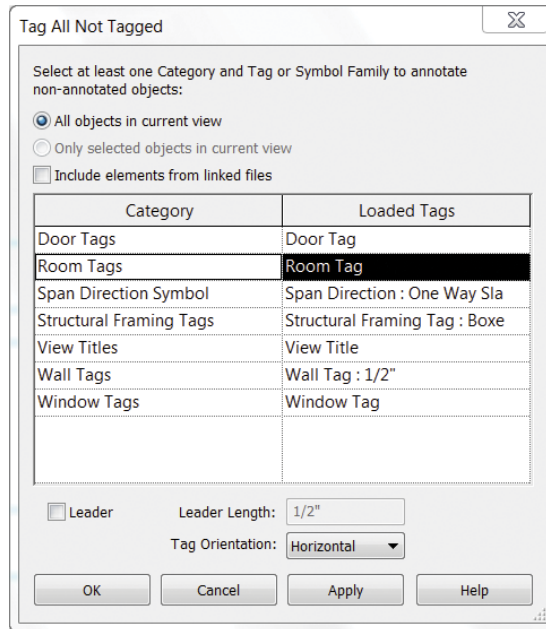 Tag All Not Tagged
Select at least one Category and Tag or Symbol Family to annotate
non-annotated objects:
All objects in current view
Only selected objects in current view
Include elements from linked files
Category Loaded Tags
Door Tags Door Tag
Room Tags Room Tag
Span Direction Symbol Span Direction : One Way Sla
Structural Framing Tags Structural Framing Tag : Boxe
View Titles View Title
Wall Tags Wall Tag : 1/2"
Window Tags Window Tag
Leader Leader Length: 1/2"
Tag Orientation: Horizontal
OK Cancel Apply Help